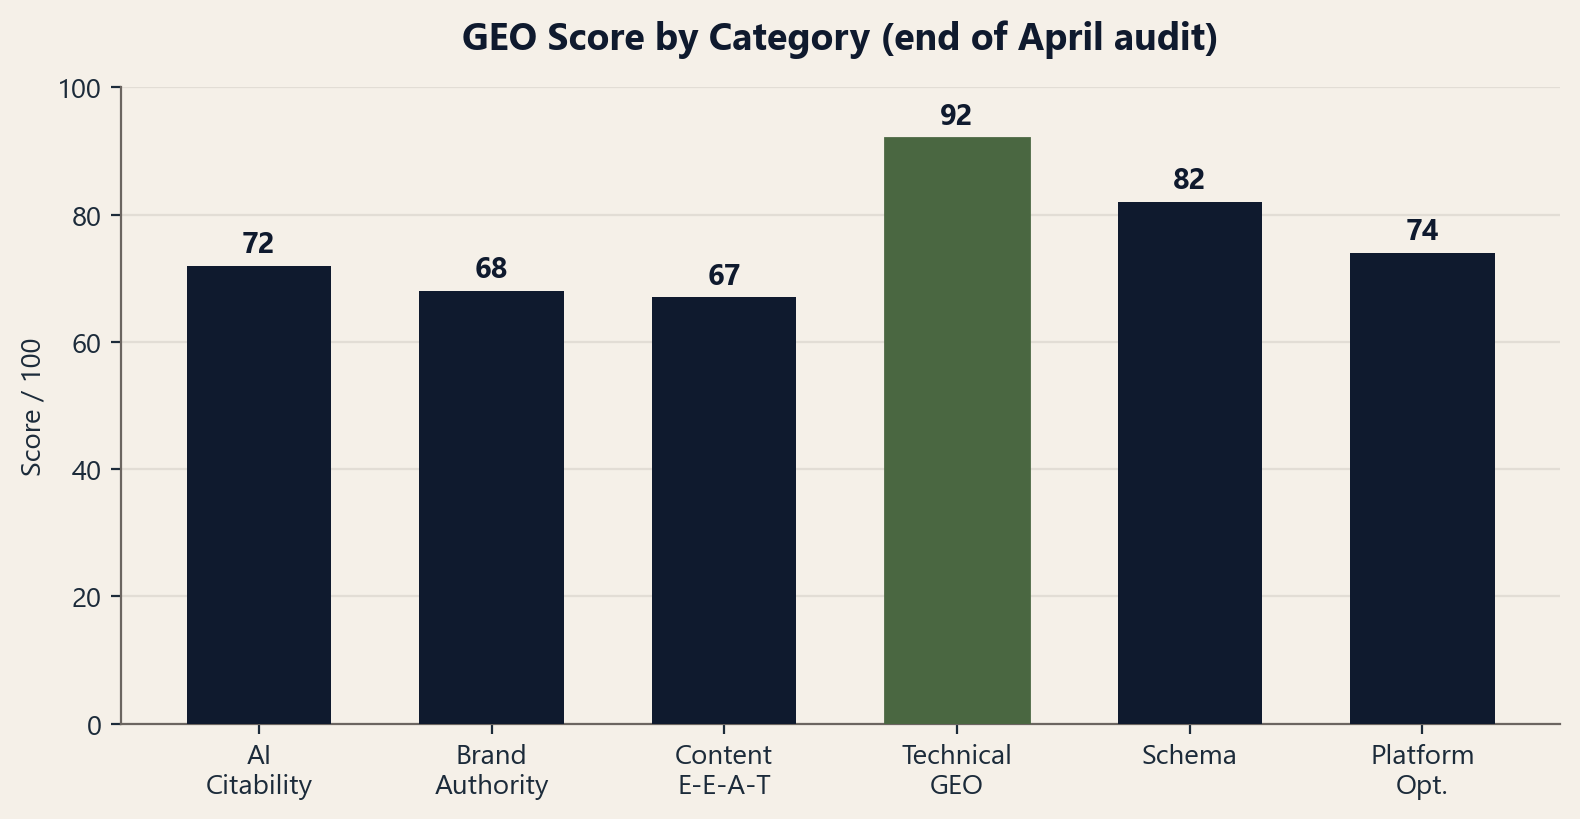 GEO Score by Category (end of April audit)
Score / 100
100
80
60
40
20
0
72
68
67
92
82
74
AI
Citability
Brand
Authority
Content
E-E-A-T
Technical
GEO
Schema
Platform
Opt.